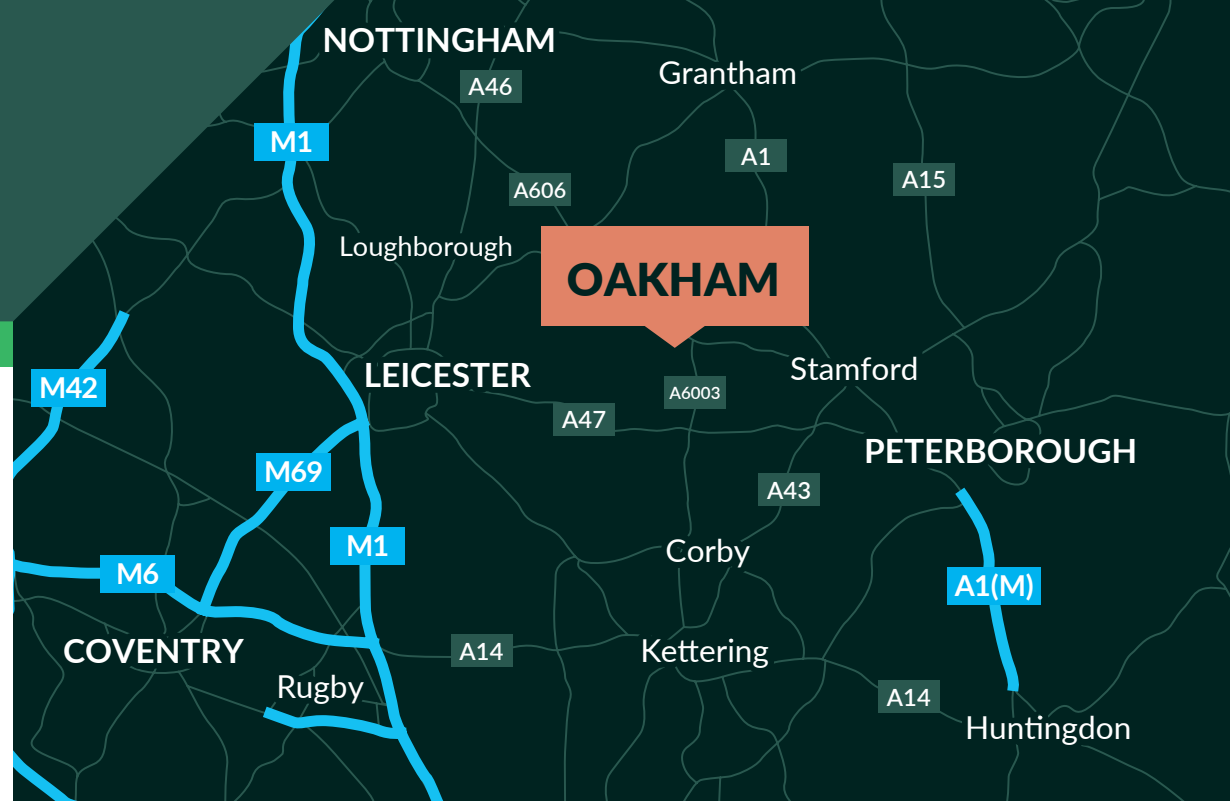 NOTTINGHAM
Grantham
A46
M1
A1
A15
A606
Loughborough
OAKHAM
Stamford
LEICESTER
M42
A6003
A47
PETERBOROUGH
M69
A43
M1
Corby
M6
A1(M)
COVENTRY
A14
Kettering
Rugby
A14
Huntingdon